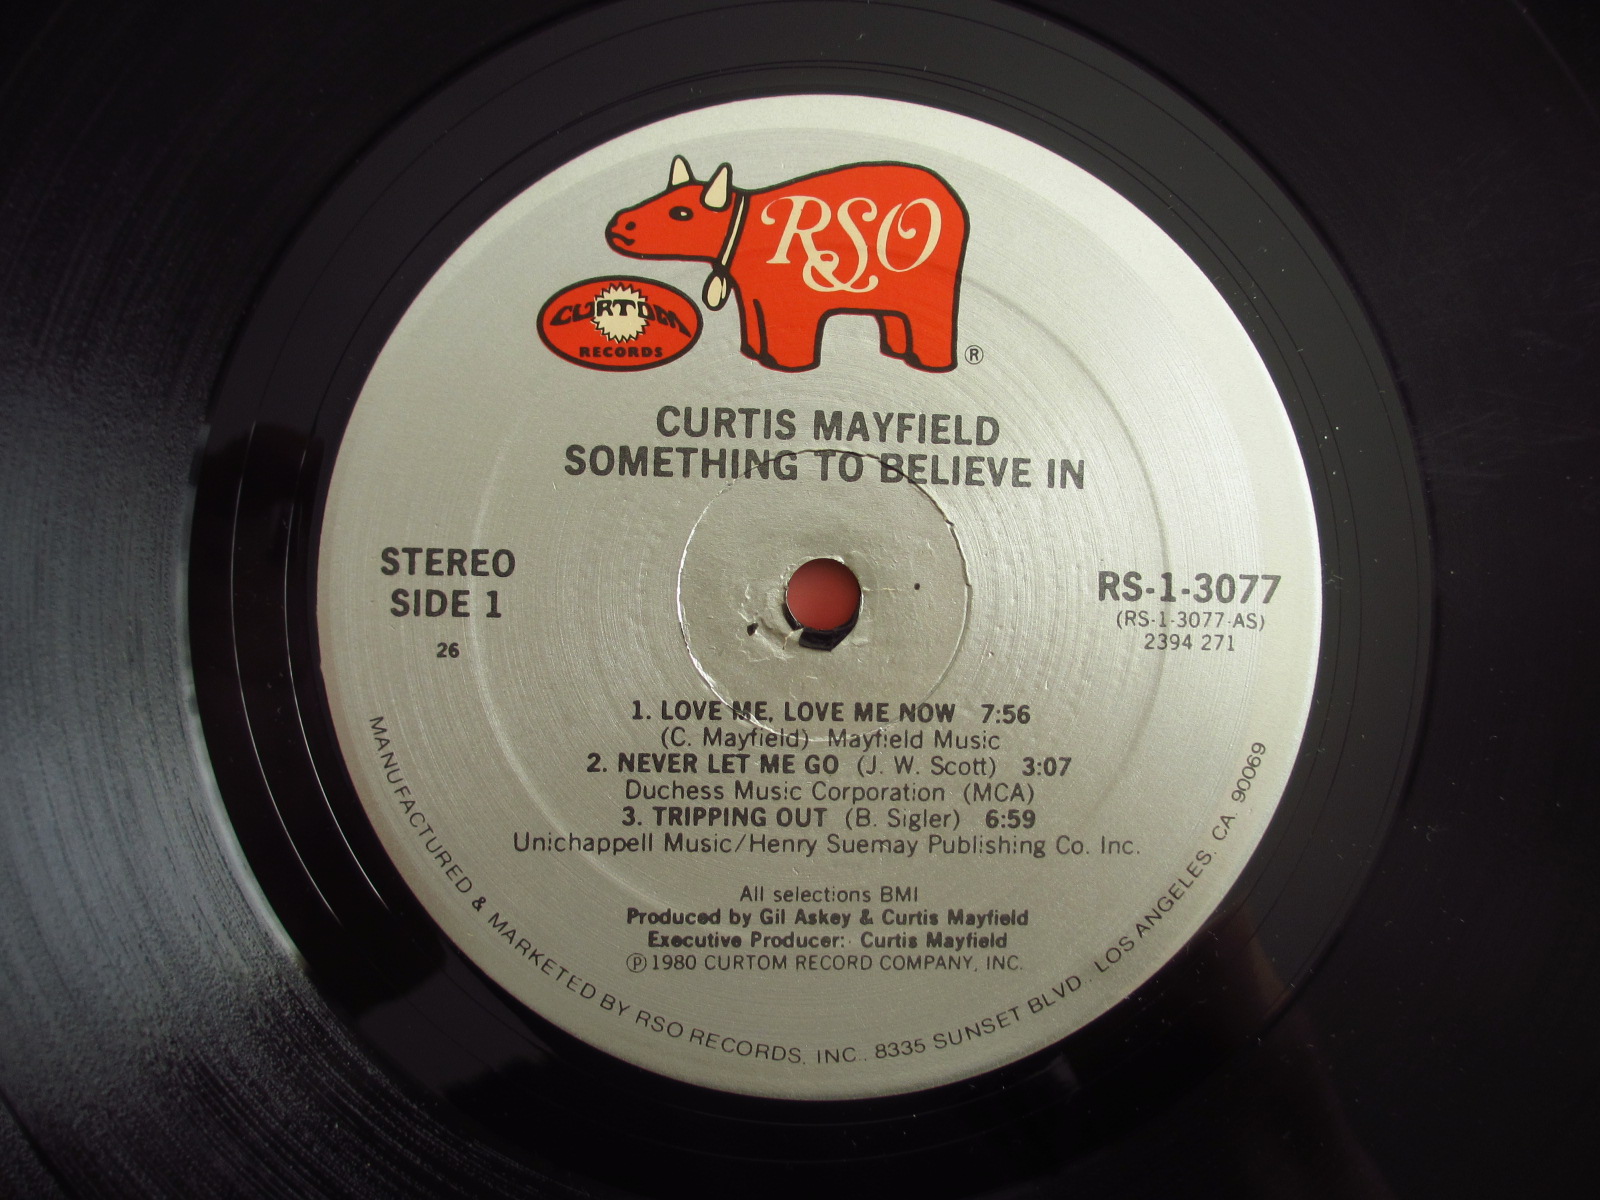 RSO
CURTOM
RECORDS
®
CURTIS MAYFIELD
SOMETHING TO BELIEVE IN
STEREO
SIDE 1
26
RS-1-3077
(RS-1-3077-AS)
2394 271
1. LOVE ME, LOVE ME NOW 7:56
(C. Mayfield) Mayfield Music
2. NEVER LET ME GO (J. W. Scott) 3:07
Duchess Music Corporation (MCA)
3. TRIPPING OUT (B. Sigler) 6:59
Unichappell Music/Henry Suemay Publishing Co. Inc.
All selections BMI
Produced by Gil Askey & Curtis Mayfield
Executive Producer: Curtis Mayfield
℗1980 CURTOM RECORD COMPANY, INC.
MANUFACTURED & MARKETED BY RSO RECORDS, INC., 8335 SUNSET BLVD., LOS ANGELES, CA. 90069